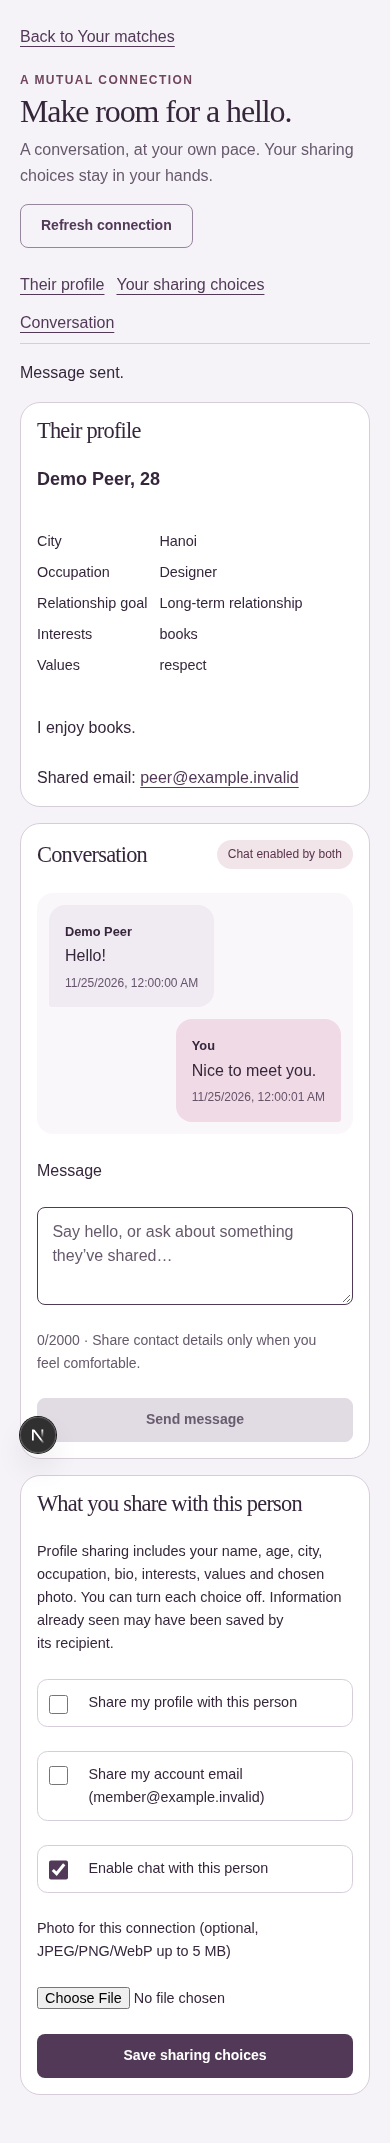 Back to Your matches
A MUTUAL CONNECTION
Make room for a hello.
A conversation, at your own pace. Your sharing
choices stay in your hands.
Refresh connection
Their profile Your sharing choices
Conversation
Message sent.
Their profile
Demo Peer, 28
City Hanoi
Occupation Designer
Relationship goal Long-term relationship
Interests books
Values respect
I enjoy books.
Shared email: peer@example.invalid
Conversation Chat enabled by both
Demo Peer
Hello!
11/25/2026, 12:00:00 AM
You
Nice to meet you.
11/25/2026, 12:00:01 AM
Message
Say hello, or ask about something
they’ve shared…
0/2000 · Share contact details only when you
feel comfortable.
Send message
N
What you share with this person
Profile sharing includes your name, age, city,
occupation, bio, interests, values and chosen
photo. You can turn each choice off. Information
already seen may have been saved by
its recipient.
Share my profile with this person
Share my account email
(member@example.invalid)
Enable chat with this person
Photo for this connection (optional,
JPEG/PNG/WebP up to 5 MB)
Choose File No file chosen
Save sharing choices